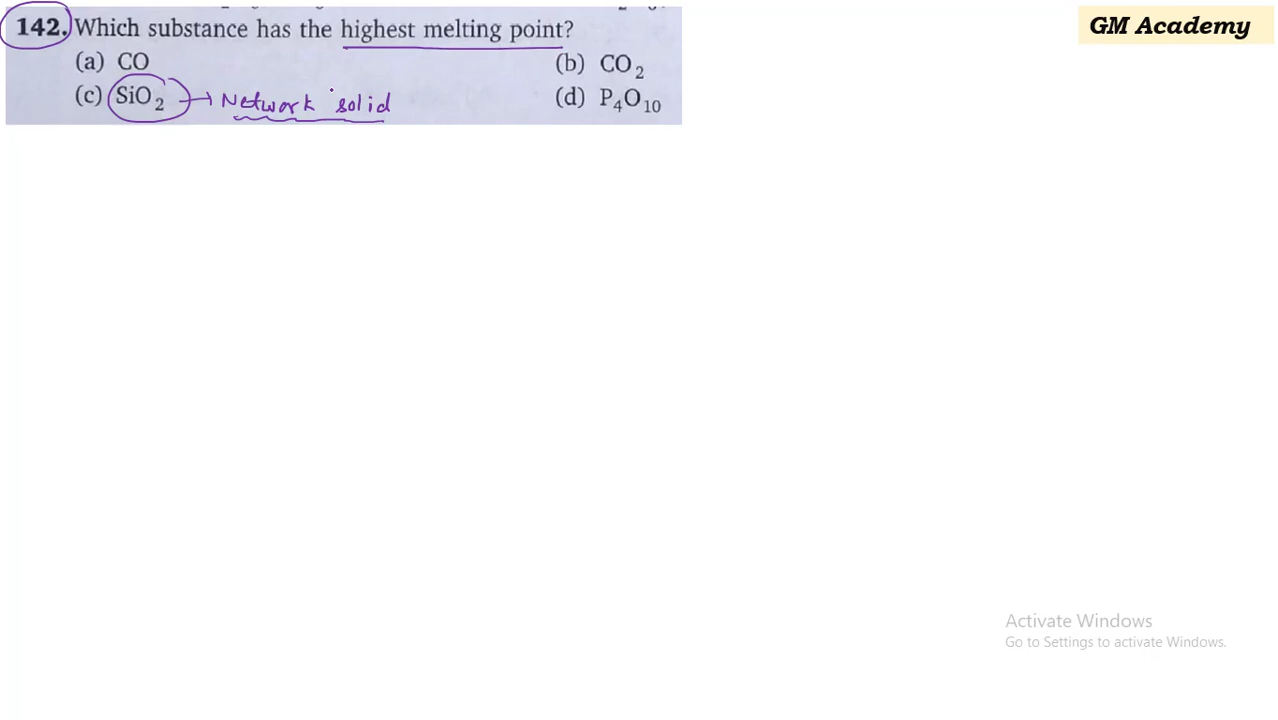 GM Academy
142. Which substance has the highest melting point?
(a) CO (b) CO₂
(c) SiO₂ → Network solid (d) P₄O₁₀
Activate Windows
Go to Settings to activate Windows.